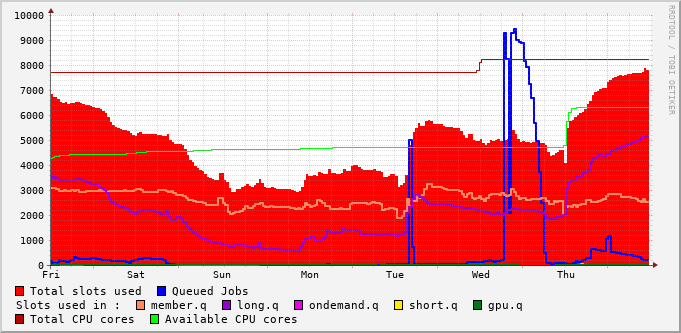 10000
9000
8000
7000
6000
5000
4000
3000
2000
1000
0
Fri Sat Sun Mon Tue Wed Thu
RRDTOOL / TOBI OETIKER
Total slots used Queued Jobs
Slots used in : member.q long.q ondemand.q short.q gpu.q
Total CPU cores Available CPU cores